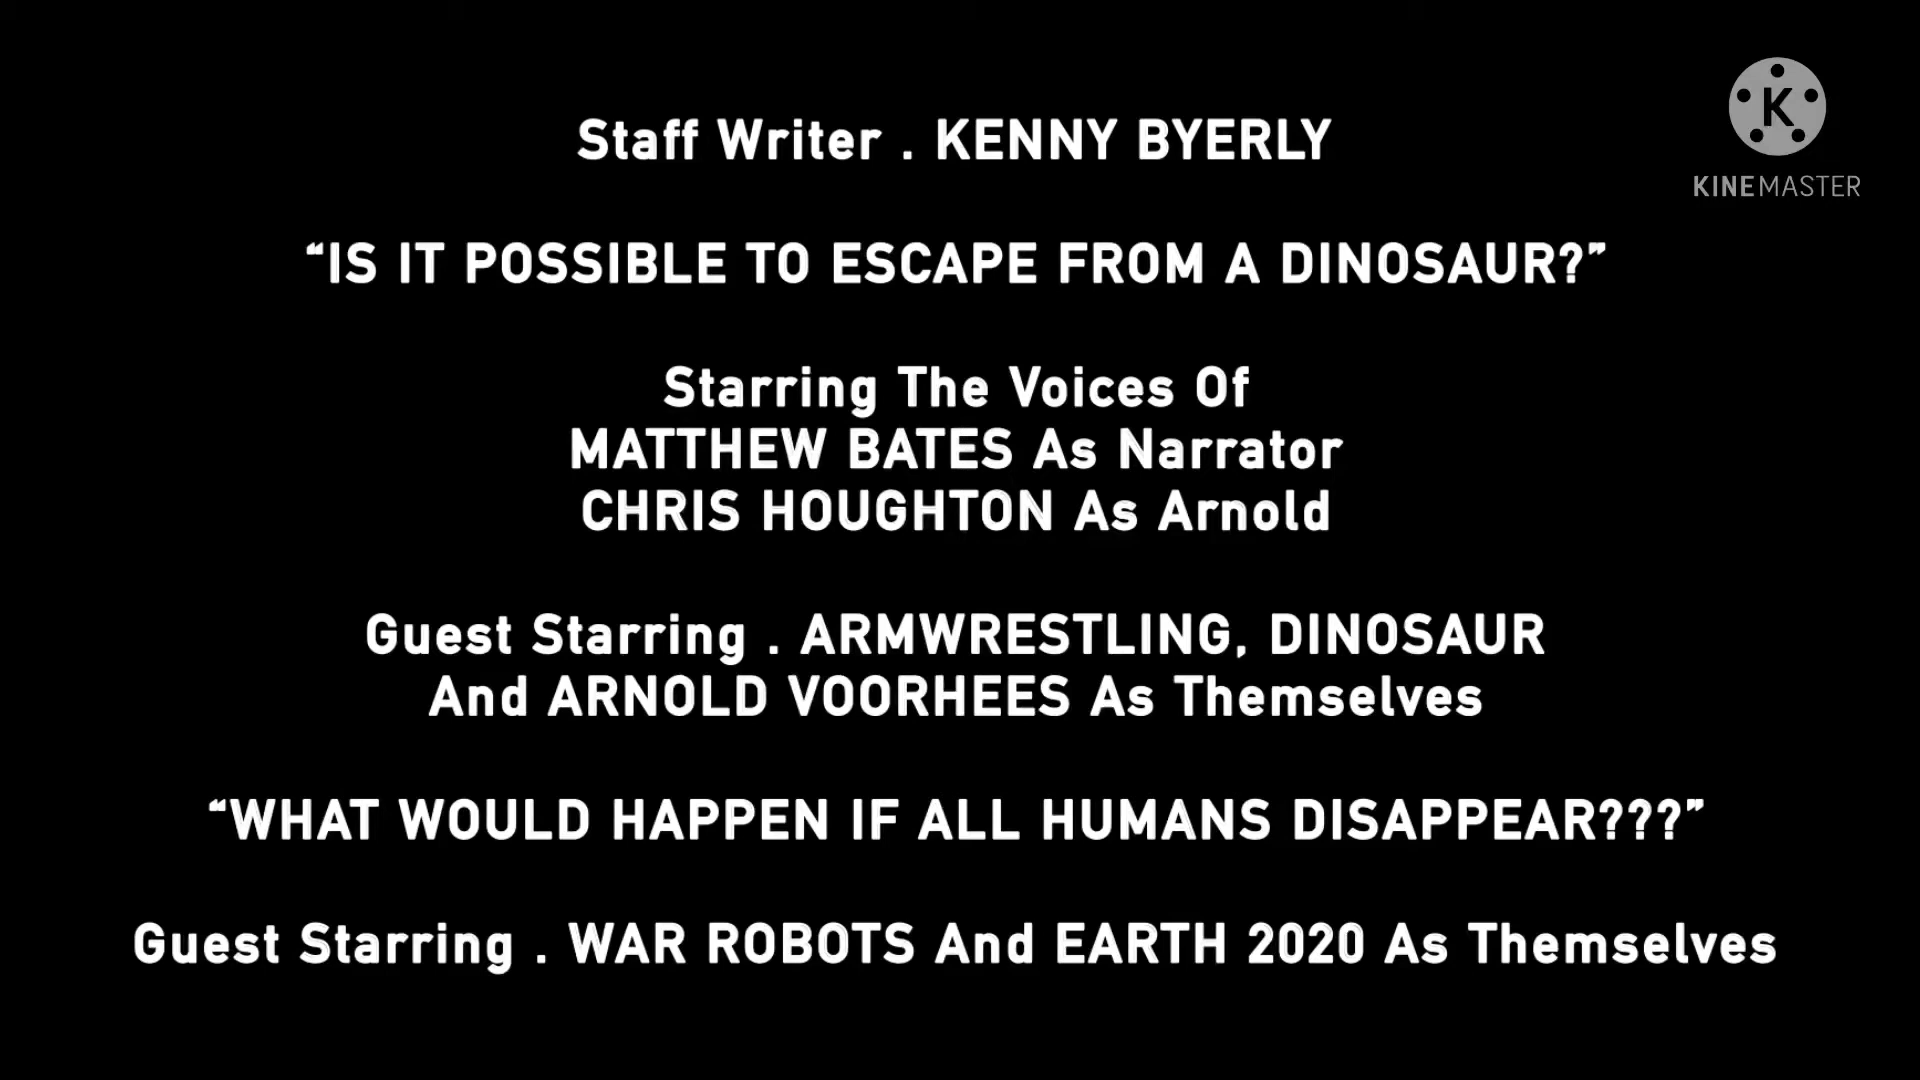 Staff Writer . KENNY BYERLY
K
KINEMASTER
“IS IT POSSIBLE TO ESCAPE FROM A DINOSAUR?”
Starring The Voices Of
MATTHEW BATES As Narrator
CHRIS HOUGHTON As Arnold
Guest Starring . ARMWRESTLING, DINOSAUR
And ARNOLD VOORHEES As Themselves
“WHAT WOULD HAPPEN IF ALL HUMANS DISAPPEAR???”
Guest Starring . WAR ROBOTS And EARTH 2020 As Themselves